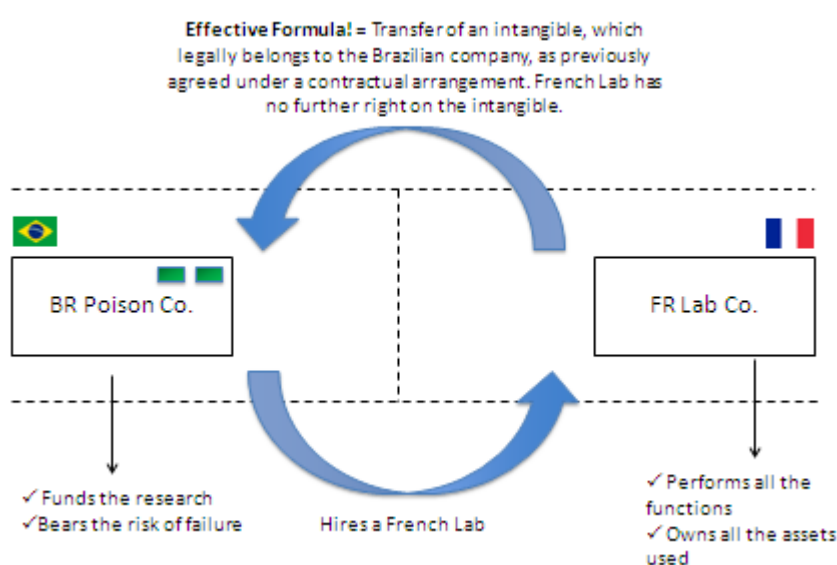 Effective Formula! = Transfer of an intangible, which
legally belongs to the Brazilian company, as previously
agreed under a contractual arrangement. French Lab has
no further right on the intangible.
BR Poison Co.
FR Lab Co.
✓ Funds the research
✓Bears the risk of failure
Hires a French Lab
✓ Performs all the
functions
✓ Owns all the assets
used